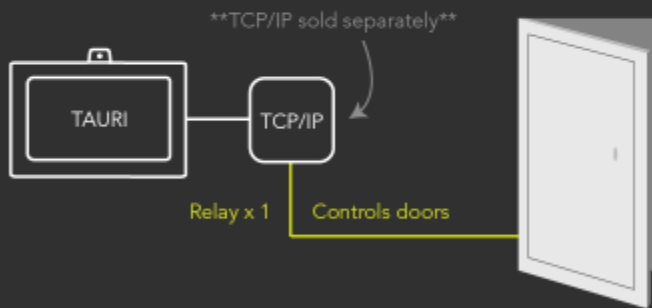 **TCP/IP sold separately**
TAURI
TCP/IP
Relay x 1
Controls doors